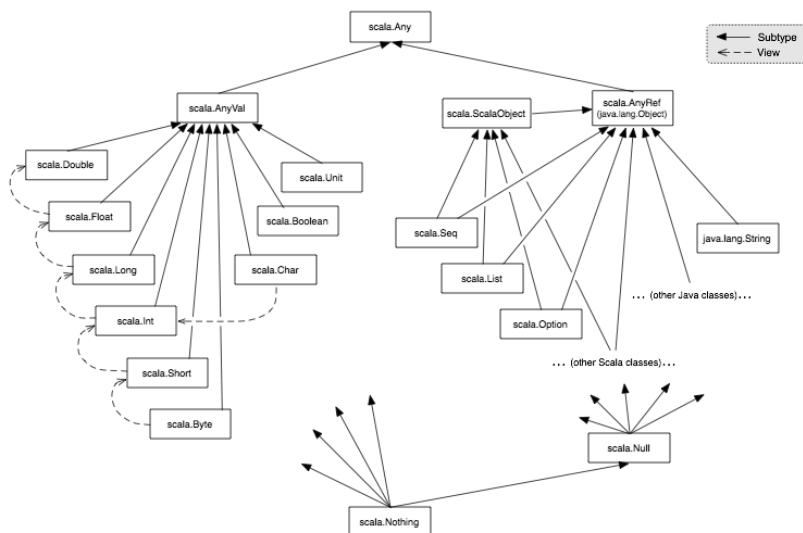 scala.Any
Subtype
View
scala.AnyVal
scala.ScalaObject
scala.AnyRef
(java.lang.Object)
scala.Double
scala.Unit
scala.Float
scala.Boolean
scala.Seq
java.lang.String
scala.Long
scala.Char
scala.List
... (other Java classes)...
scala.Int
scala.Option
scala.Short
... (other Scala classes)...
scala.Byte
scala.Null
scala.Nothing